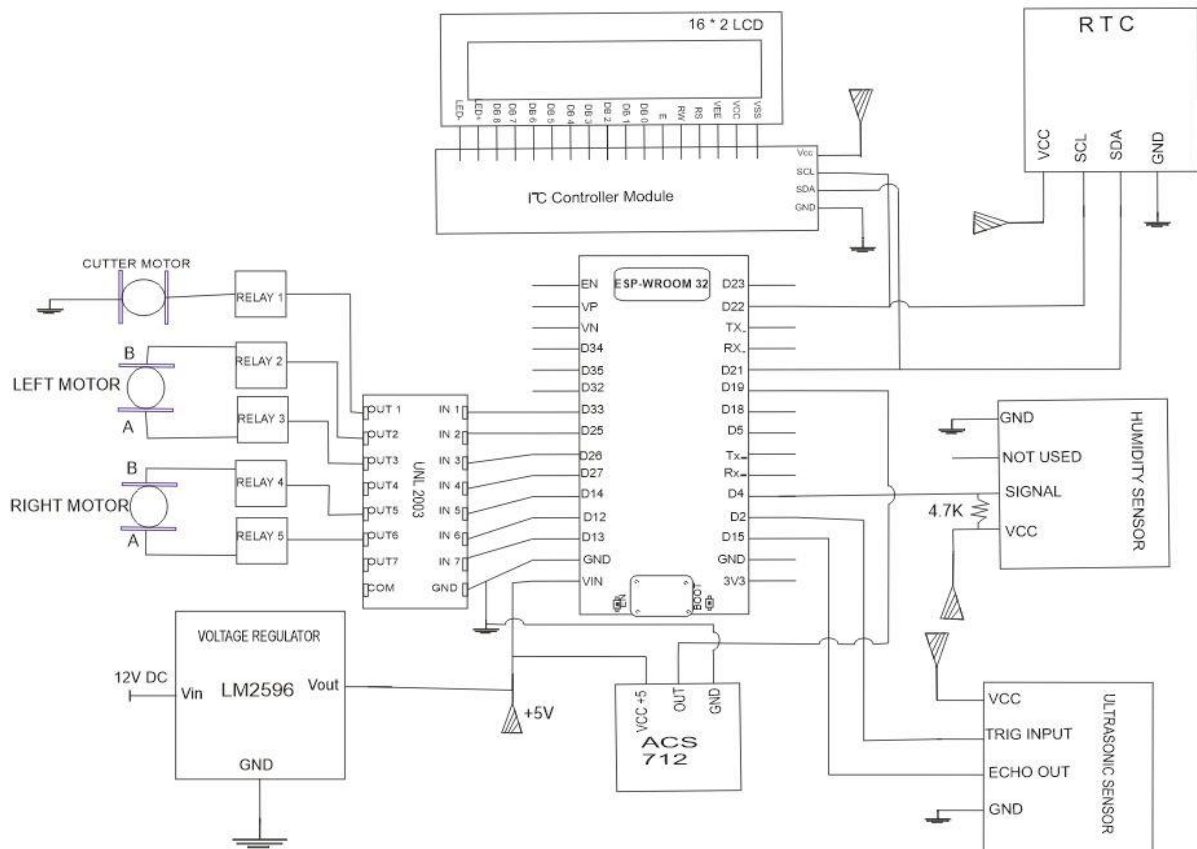 16 * 2 LCD
LED-
LED+
DB 8
DB 7
DB 6
DB 5
DB 4
DB 3
DB 2
DB 1
DB 0
E
RW
RS
VEE
VCC
VSS
I²C Controller Module
Vcc
SCL
SDA
GND
RTC
VCC
SCL
SDA
GND
CUTTER MOTOR
RELAY 1
B
LEFT MOTOR
A
RELAY 2
RELAY 3
B
RIGHT MOTOR
A
RELAY 4
RELAY 5
OUT 1
OUT2
OUT3
OUT4
OUT5
OUT6
OUT7
COM
UNL 2003
IN 1
IN 2
IN 3
IN 4
IN 5
IN 6
IN 7
GND
ESP-WROOM 32
EN
VP
VN
D34
D35
D32
D33
D25
D26
D27
D14
D12
D13
GND
VIN
D23
D22
TX
RX
D21
D19
D18
D5
Tx
Rx
D4
D2
D15
GND
3V3
EN
BOOT
GND
NOT USED
SIGNAL
VCC
HUMIDITY SENSOR
4.7K
VOLTAGE REGULATOR
LM2596
12V DC
Vin
Vout
GND
+5V
VCC +5
OUT
GND
ACS
712
VCC
TRIG INPUT
ECHO OUT
GND
ULTRASONIC SENSOR